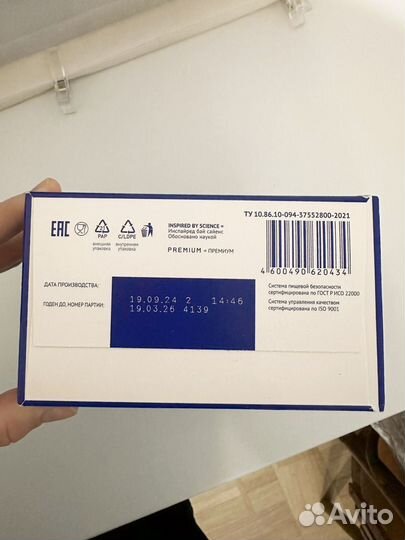 ТУ 10.86.10-094-37552800-2021
EAC
21
PAP
внешняя
упаковка
C/LDPE
внутренняя
упаковка
INSPIRED BY SCIENCE =
Инспайред бай сайенс
Обосновано наукой
PREMIUM = ПРЕМИУМ
4 600490 620434
ДАТА ПРОИЗВОДСТВА:
19.09.24 2 14:46
ГОДЕН ДО, НОМЕР ПАРТИИ:
19.03.26 4139
Система пищевой безопасности
сертифицирована по ГОСТ Р ИСО 22000
Система управления качеством
сертифицирована по ISO 9001
Avito